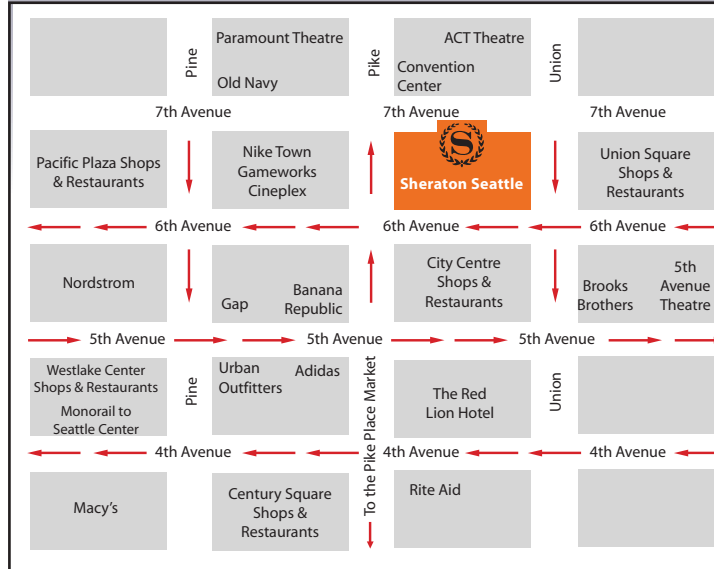 Pine
Paramount Theatre
Old Navy
Pike
ACT Theatre
Convention
Center
Union
7th Avenue
7th Avenue
7th Avenue
Pacific Plaza Shops
& Restaurants
Nike Town
Gameworks
Cineplex
S
Sheraton Seattle
Union Square
Shops &
Restaurants
6th Avenue
6th Avenue
6th Avenue
Nordstrom
Gap
Banana
Republic
City Centre
Shops
& Restaurants
Brooks
Brothers
5th
Avenue
Theatre
5th Avenue
5th Avenue
5th Avenue
Westlake Center
Shops & Restaurants
Monorail to
Seattle Center
Pine
Urban
Outfitters
Adidas
To the Pike Place Market
The Red
Lion Hotel
Union
4th Avenue
4th Avenue
4th Avenue
Macy's
Century Square
Shops &
Restaurants
Rite Aid